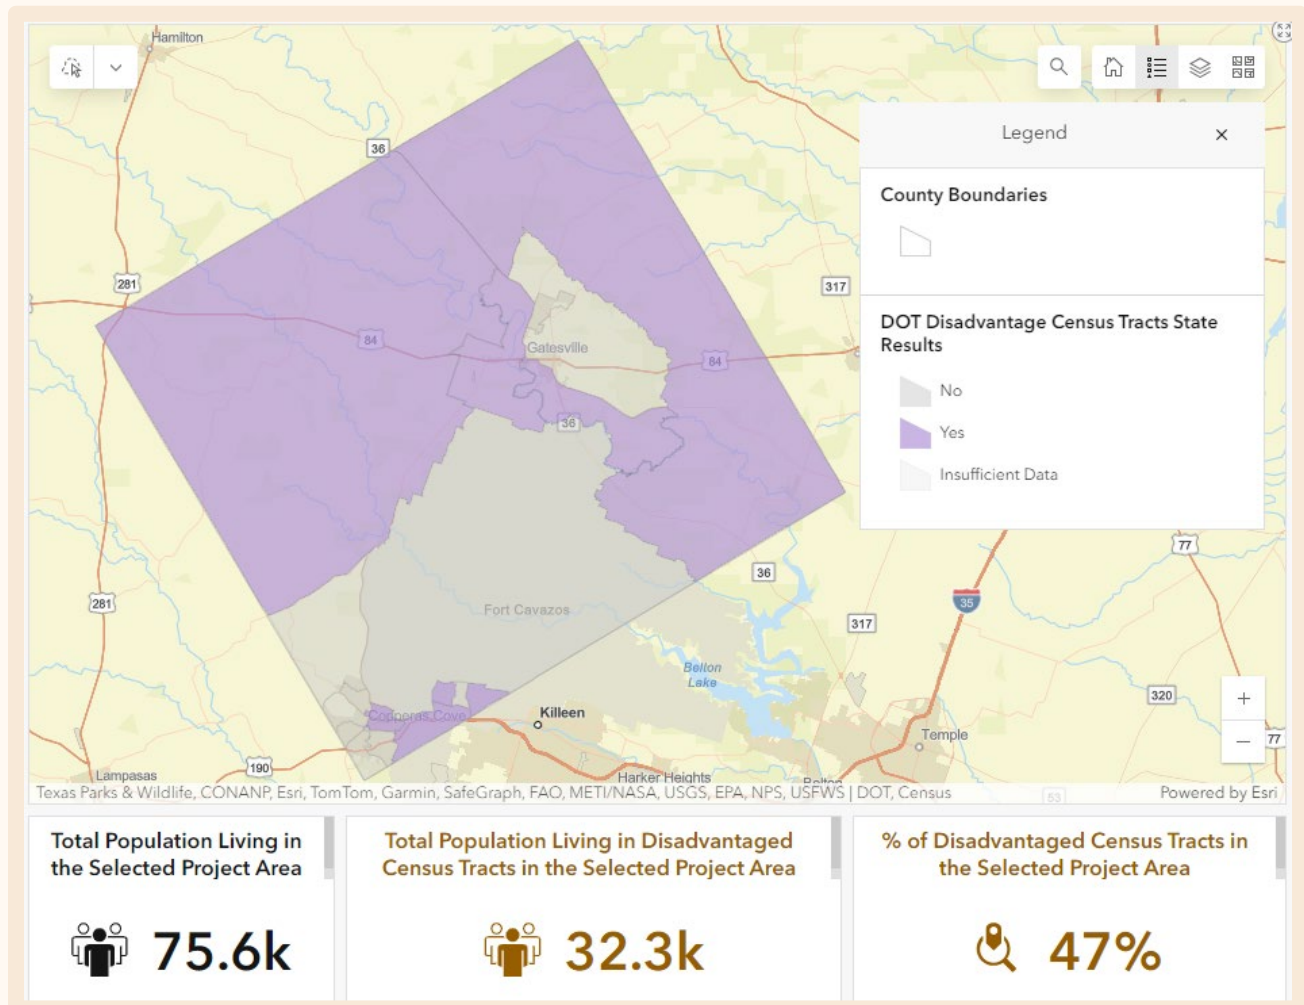 Hamilton
36
281
84
Gatesville
84
317
36
Fort Cavazos
36
281
35
317
77
Belton
Lake
Copperas Cove
Killeen
Temple
320
77
190
Lampasas
Harker Heights
Belton
53
Legend
County Boundaries
DOT Disadvantage Census Tracts State
Results
No
Yes
Insufficient Data
+
−
Texas Parks & Wildlife, CONANP, Esri, TomTom, Garmin, SafeGraph, FAO, METI/NASA, USGS, EPA, NPS, USFWS | DOT, Census
Powered by Esri
Total Population Living in
the Selected Project Area
75.6k
Total Population Living in Disadvantaged
Census Tracts in the Selected Project Area
32.3k
% of Disadvantaged Census Tracts in
the Selected Project Area
47%